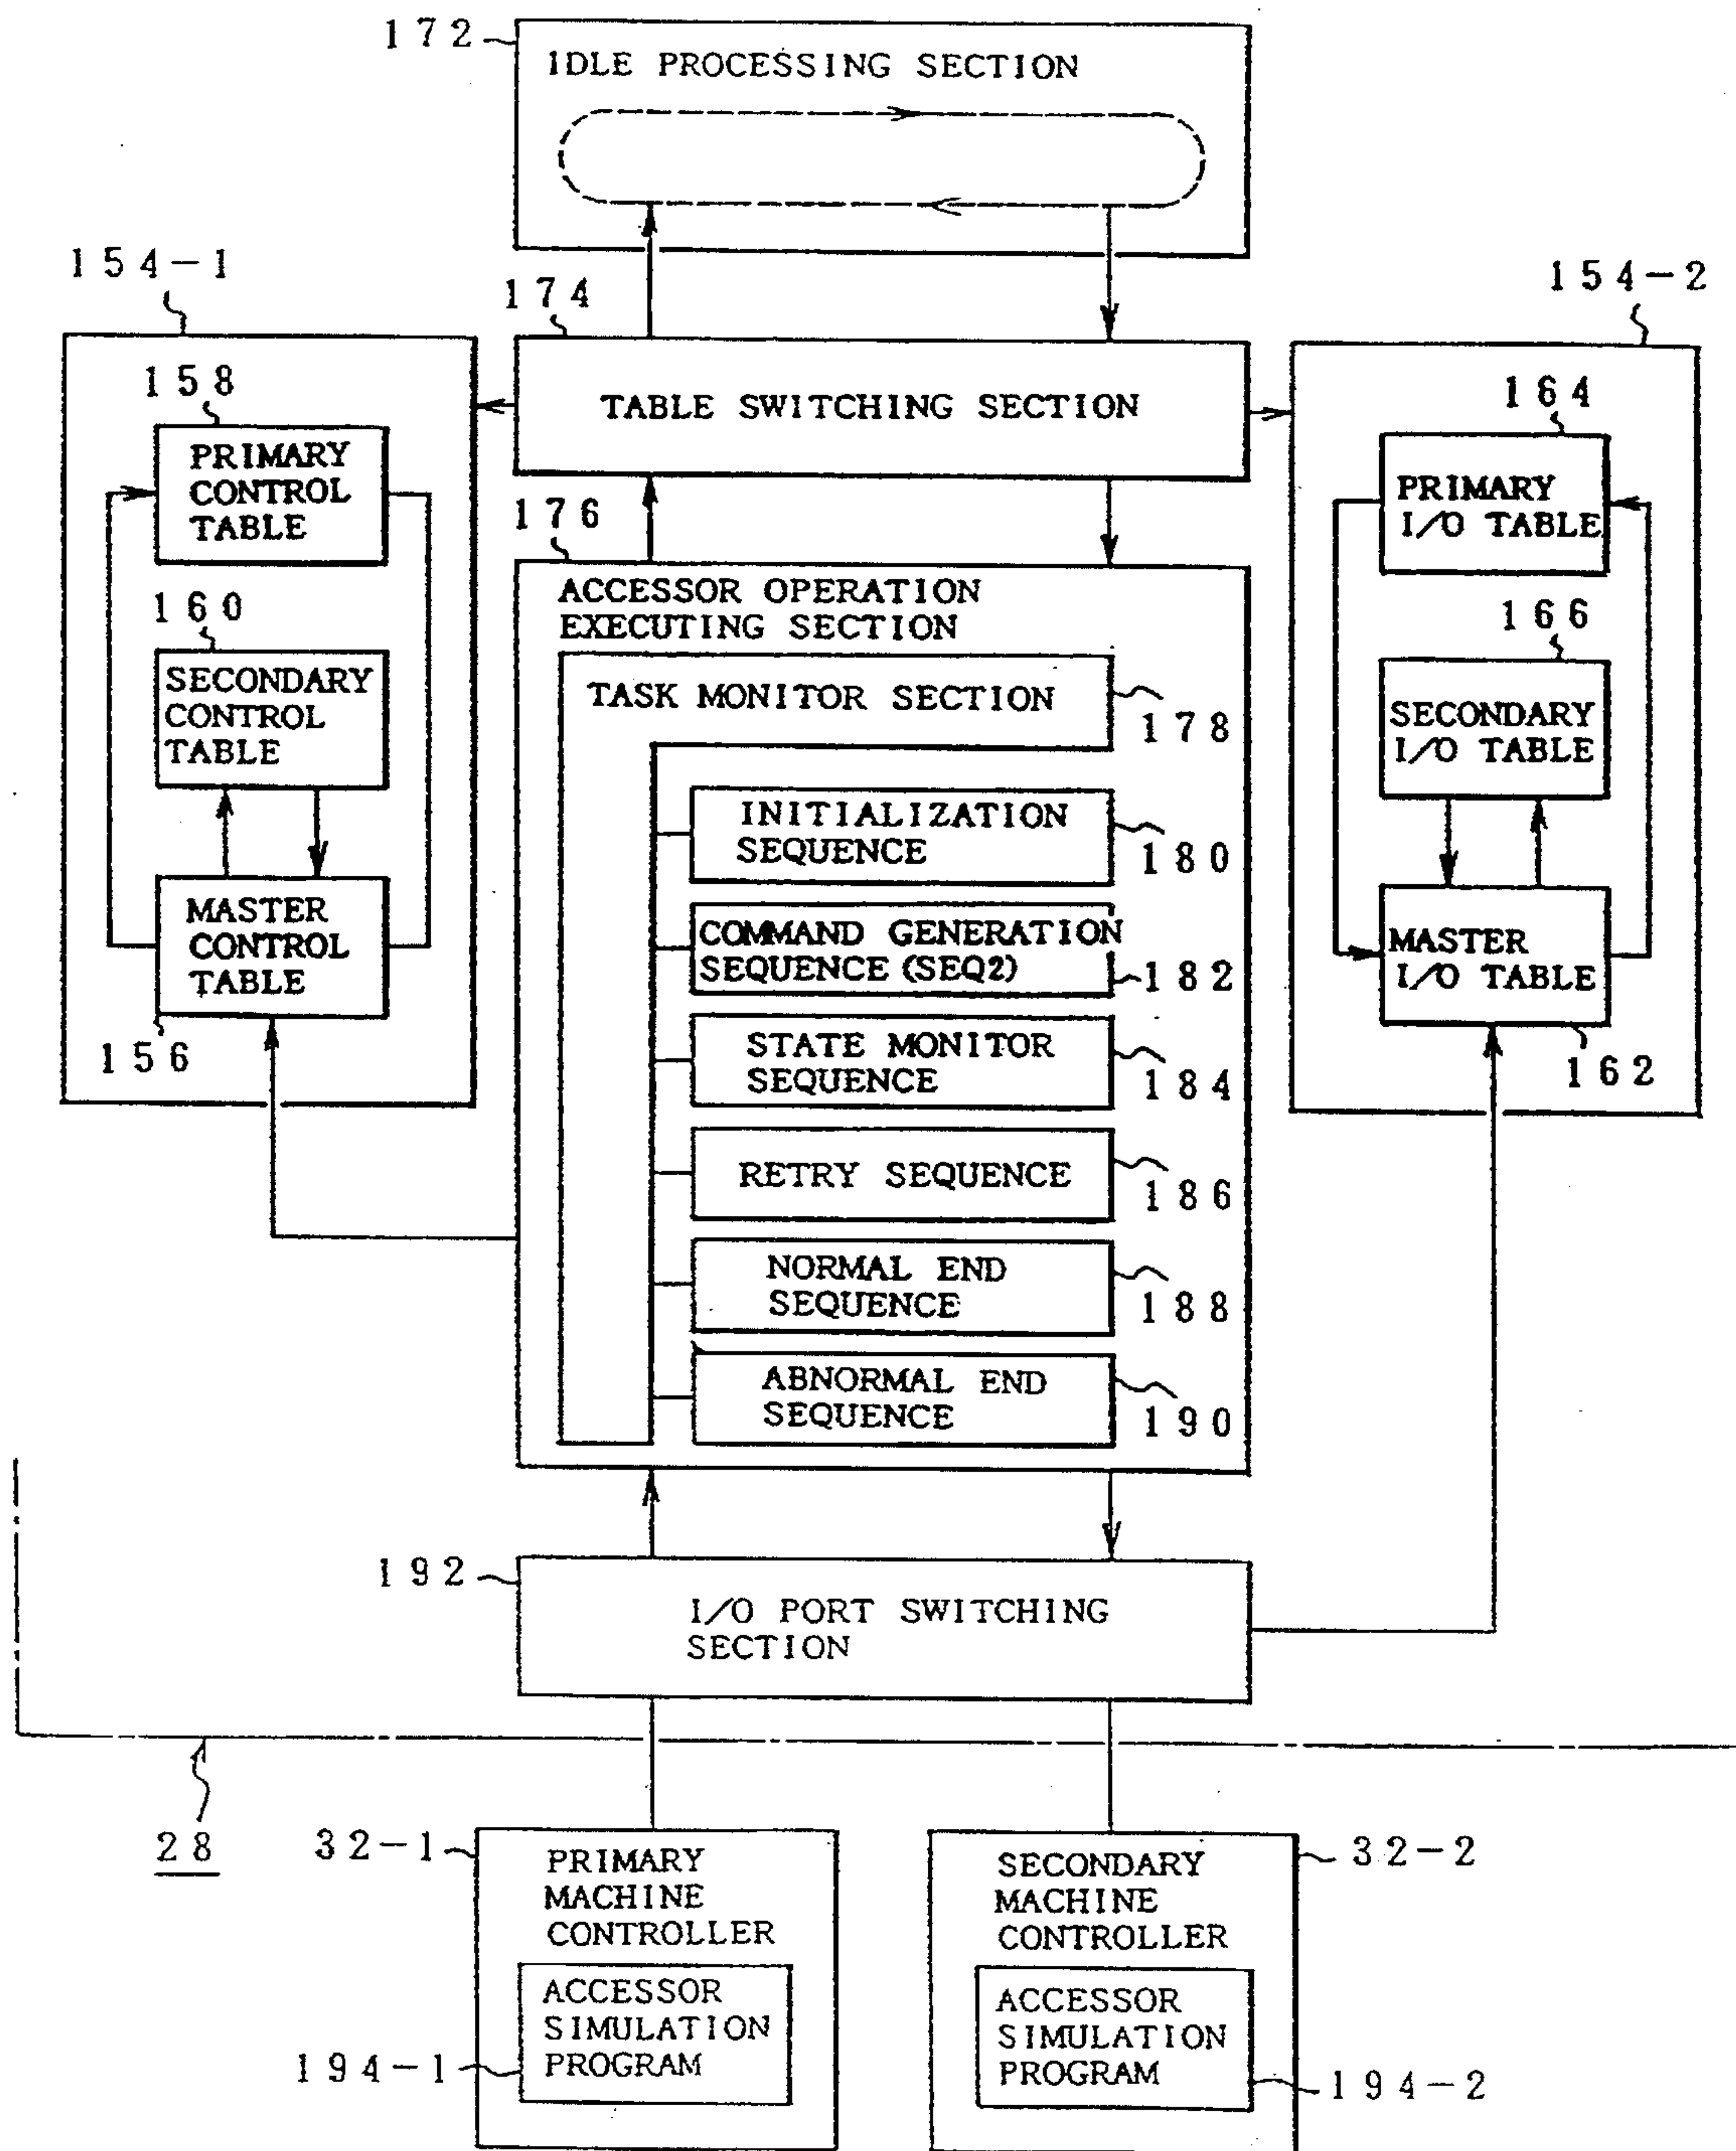 172
IDLE PROCESSING SECTION
154-1
174
154-2
TABLE SWITCHING SECTION
158
PRIMARY
CONTROL
TABLE
160
SECONDARY
CONTROL
TABLE
MASTER
CONTROL
TABLE
156
164
PRIMARY
I/O TABLE
166
SECONDARY
I/O TABLE
MASTER
I/O TABLE
162
176
ACCESSOR OPERATION
EXECUTING SECTION
TASK MONITOR SECTION
178
INITIALIZATION
SEQUENCE
180
COMMAND GENERATION
SEQUENCE (SEQ2)
182
STATE MONITOR
SEQUENCE
184
RETRY SEQUENCE
186
NORMAL END
SEQUENCE
188
ABNORMAL END
SEQUENCE
190
192
I/O PORT SWITCHING
SECTION
28
32-1
PRIMARY
MACHINE
CONTROLLER
ACCESSOR
SIMULATION
PROGRAM
194-1
32-2
SECONDARY
MACHINE
CONTROLLER
ACCESSOR
SIMULATION
PROGRAM
194-2